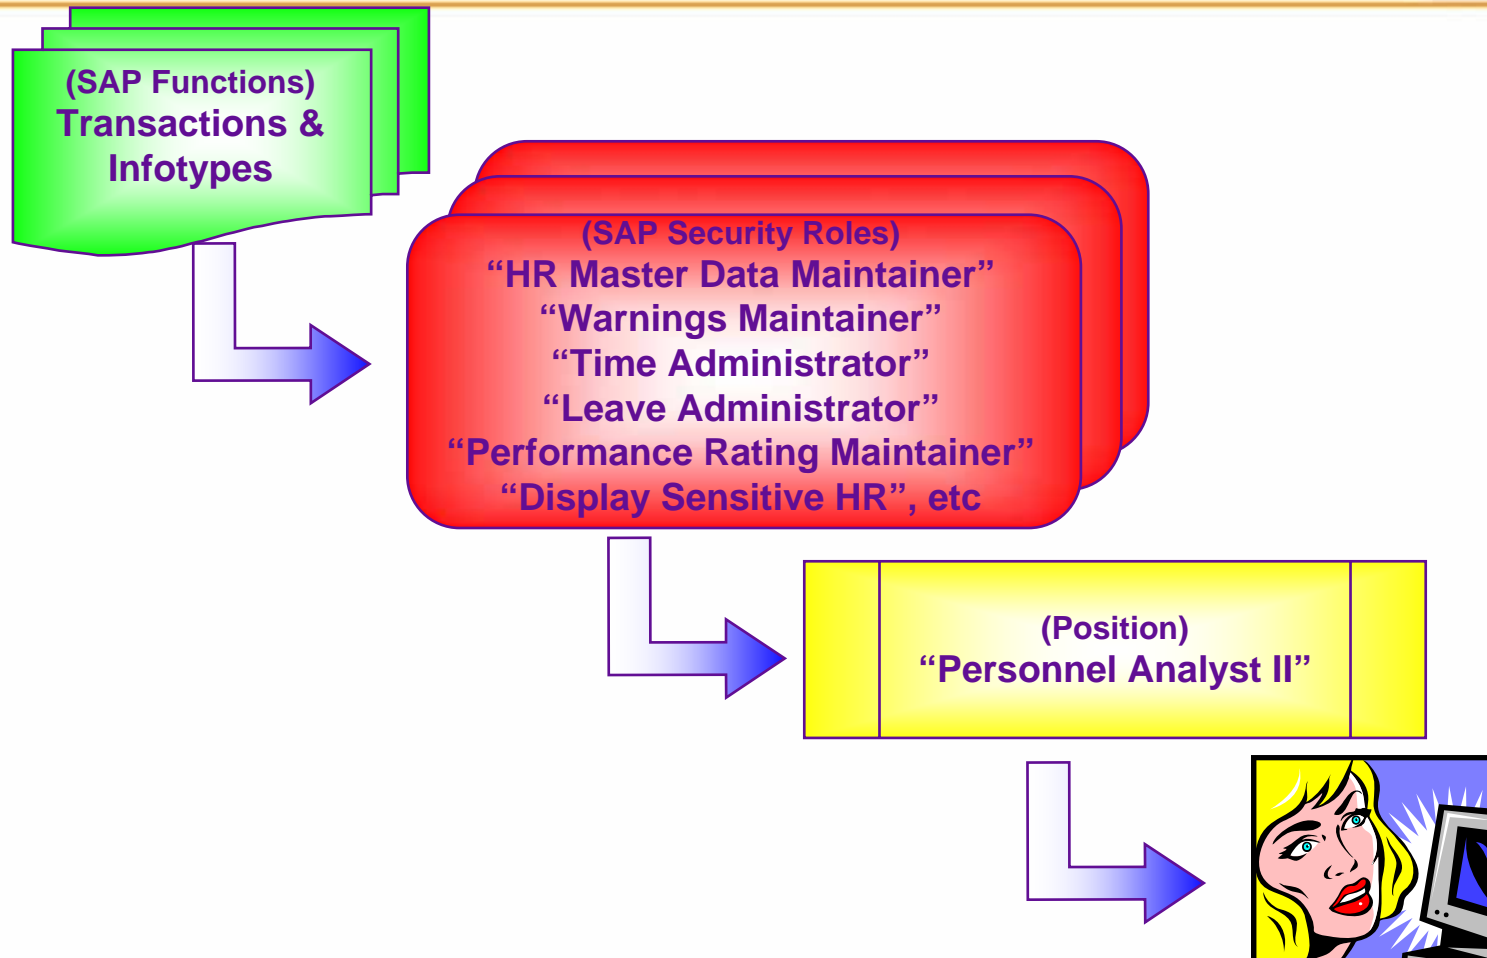 (SAP Functions)
Transactions &
Infotypes
(SAP Security Roles)
“HR Master Data Maintainer”
“Warnings Maintainer”
“Time Administrator”
“Leave Administrator”
“Performance Rating Maintainer”
“Display Sensitive HR”, etc
(Position)
“Personnel Analyst II”